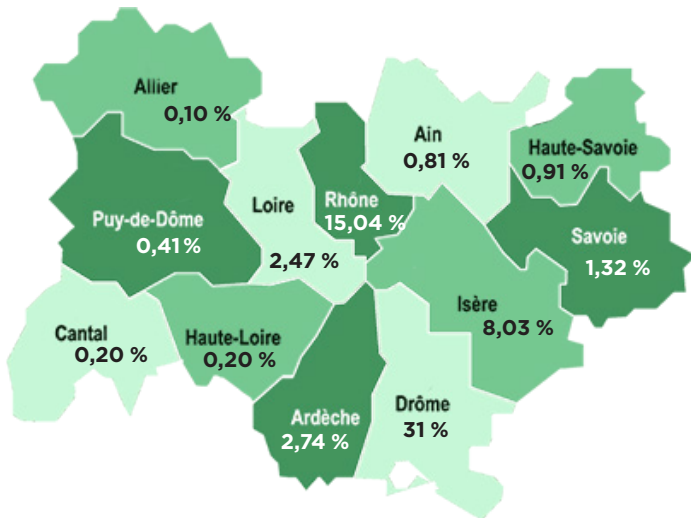 Allier
0,10 %
Ain
0,81 %
Haute-Savoie
0,91 %
Puy-de-Dôme
0,41 %
Loire
2,47 %
Rhône
15,04 %
Savoie
1,32 %
Isère
8,03 %
Cantal
0,20 %
Haute-Loire
0,20 %
Ardèche
2,74 %
Drôme
31 %